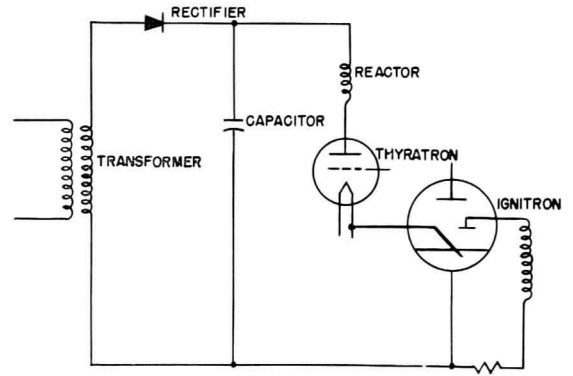 RECTIFIER
REACTOR
CAPACITOR
THYRATRON
TRANSFORMER
IGNITRON